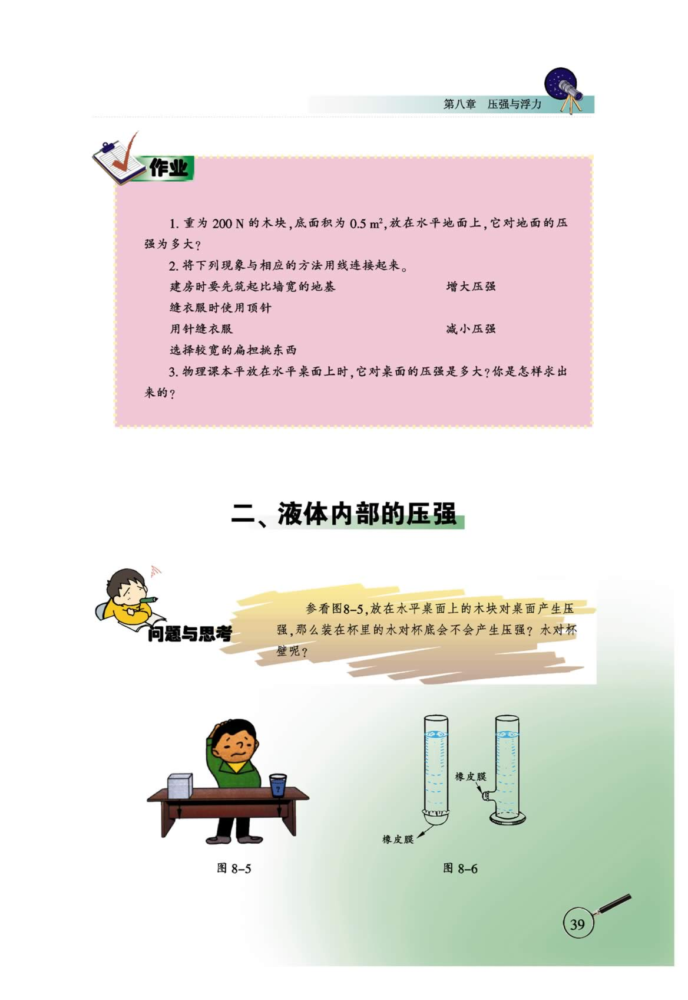 第八章 压强与浮力
作业
1. 重为 200 N 的木块,底面积为 0.5 m²,放在水平地面上,它对地面的压
强为多大?
2. 将下列现象与相应的方法用线连接起来。
建房时要先筑起比墙宽的地基 增大压强
缝衣服时使用顶针
用针缝衣服 减小压强
选择较宽的扁担挑东西
3. 物理课本平放在水平桌面上时,它对桌面的压强是多大?你是怎样求出
来的?
二、液体内部的压强
问题与思考
参看图8-5,放在水平桌面上的木块对桌面产生压
强,那么装在杯里的水对杯底会不会产生压强? 水对杯
壁呢?
?
橡皮膜
橡皮膜
图 8-5 图 8-6
39